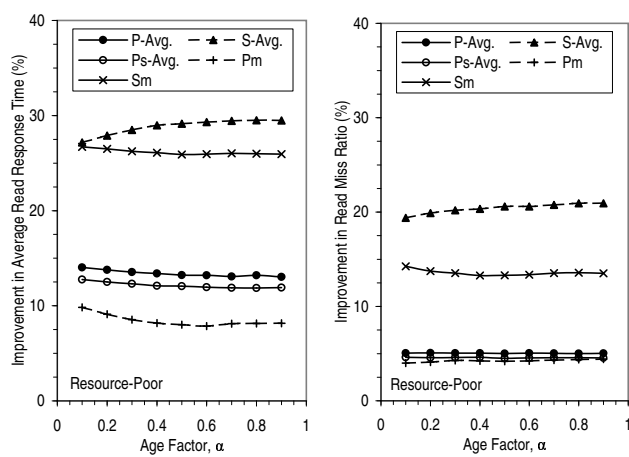 Improvement in Average Read Response Time (%)
40
30
20
10
0
P-Avg.
S-Avg.
Ps-Avg.
Pm
Sm
Resource-Poor
0 0.2 0.4 0.6 0.8 1
Age Factor, α
Improvement in Read Miss Ratio (%)
40
30
20
10
0
P-Avg.
S-Avg.
Ps-Avg.
Pm
Sm
Resource-Poor
0 0.2 0.4 0.6 0.8 1
Age Factor, α